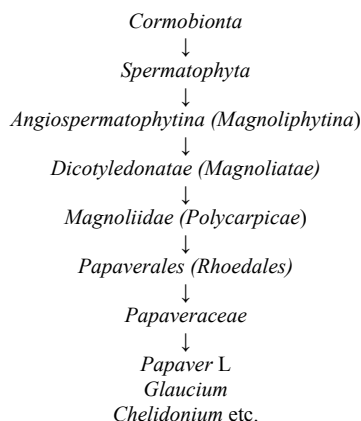 Cormobionta
↓
Spermatophyta
↓
Angiospermatophytina (Magnoliphytina)
↓
Dicotyledonatae (Magnoliatae)
↓
Magnoliidae (Polycarpicae)
↓
Papaverales (Rhoedales)
↓
Papaveraceae
↓
Papaver L
Glaucium
Chelidonium etc.